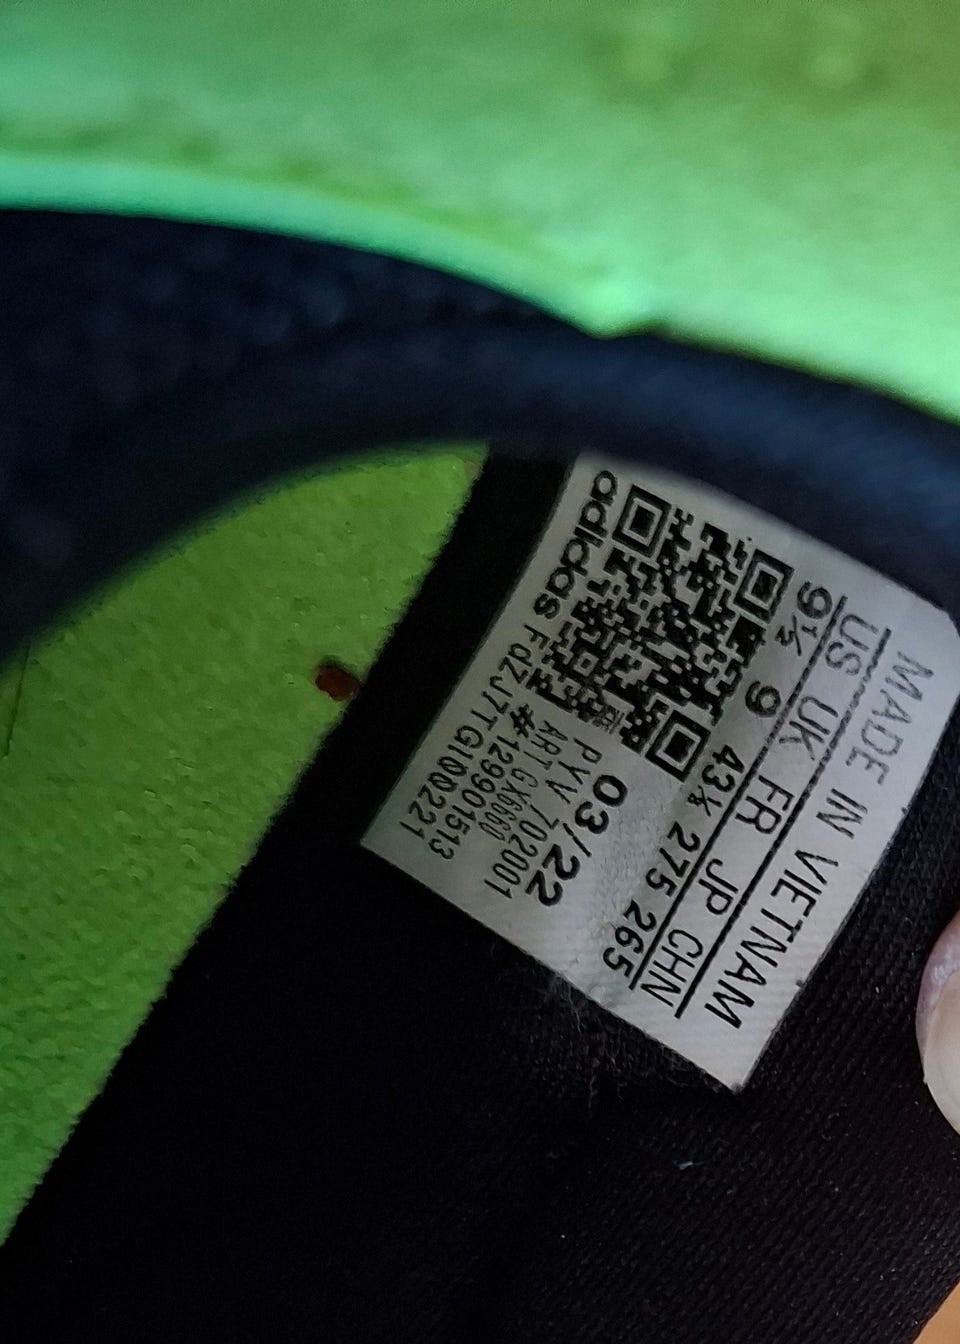 MADE IN VIETNAM
US UK FR JP CHN
9½ 9 43⅓ 275 265
03/22
PYV 702001
ART GX6660
#129901513
FdZJ7TGI00221
adidas